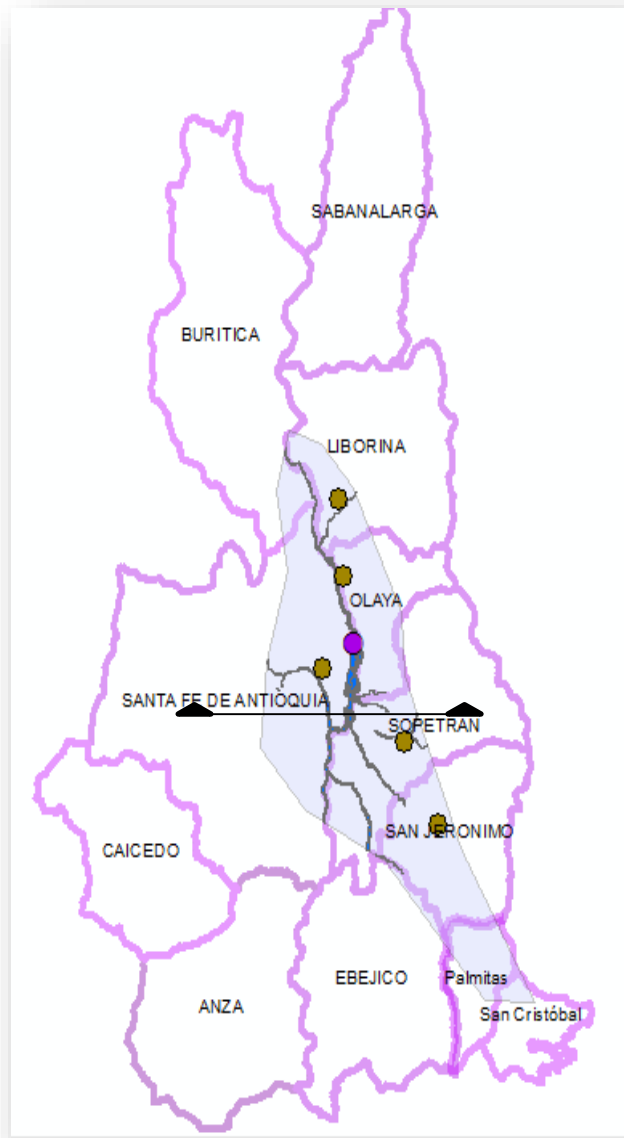 SABANALARGA
BURITICA
LIBORINA
OLAYA
SANTA FE DE ANTIOQUIA
SOPETRAN
SAN JERONIMO
CAICEDO
EBEJICO
Palmitas
ANZA
San Cristóbal